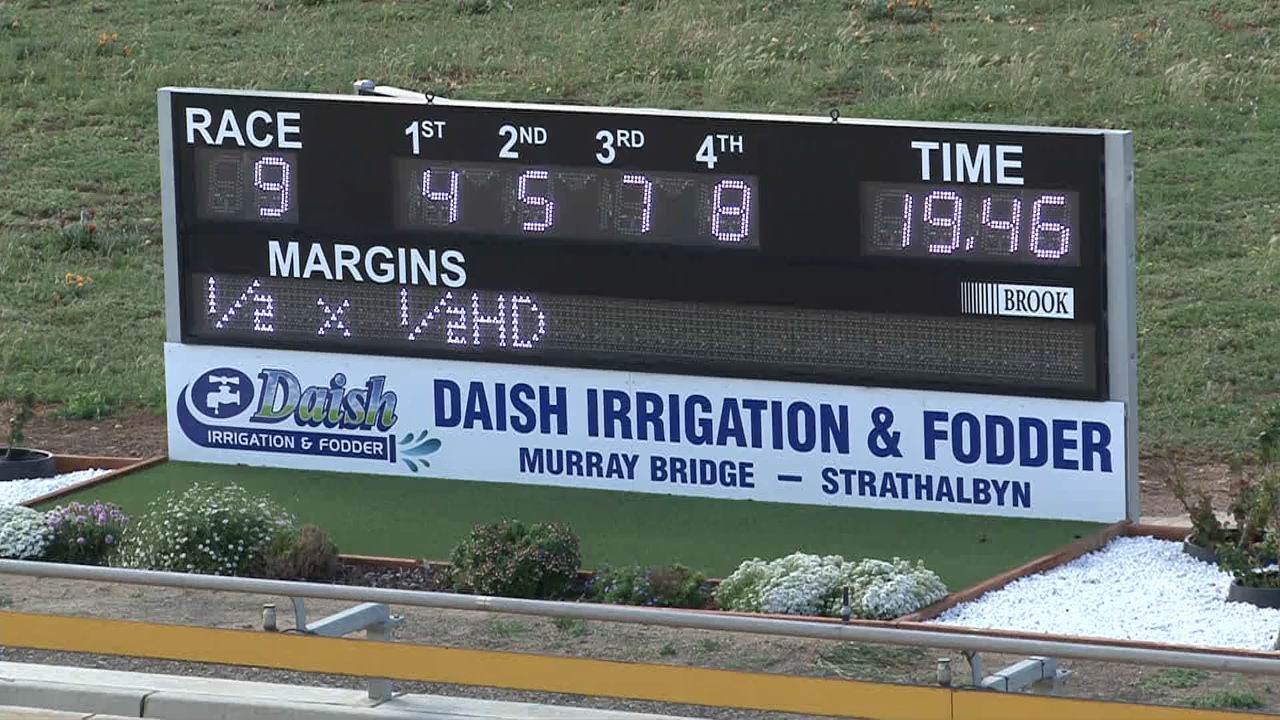 RACE 1ST 2ND 3RD 4TH TIME
9 4 5 7 8 19.46
MARGINS
1/2 x 1/2HD
BROOK
Daish
IRRIGATION & FODDER
DAISH IRRIGATION & FODDER
MURRAY BRIDGE – STRATHALBYN